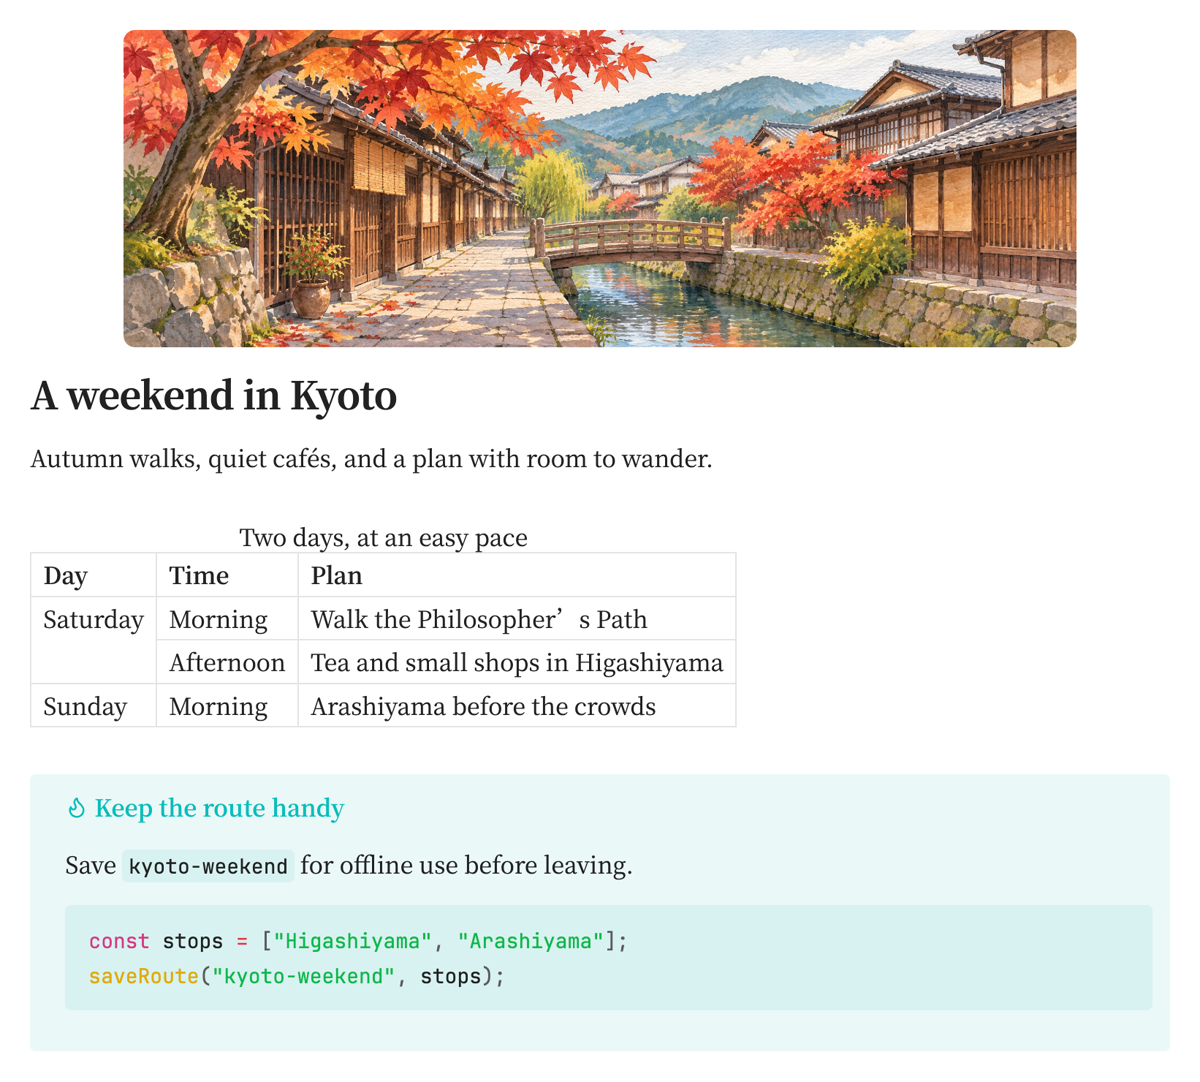 A weekend in Kyoto
Autumn walks, quiet cafés, and a plan with room to wander.
Two days, at an easy pace
Day Time Plan
Saturday Morning Walk the Philosopher’s Path
Afternoon Tea and small shops in Higashiyama
Sunday Morning Arashiyama before the crowds
Keep the route handy
Save kyoto-weekend for offline use before leaving.
const stops = ["Higashiyama", "Arashiyama"];
saveRoute("kyoto-weekend", stops);